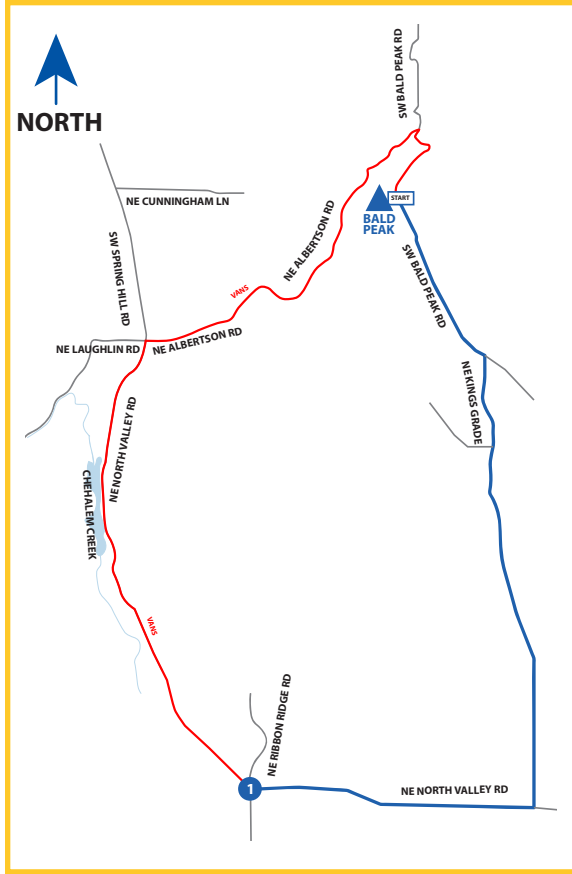 SW BALD PEAK RD
NORTH
NE CUNNINGHAM LN
START
BALD
PEAK
NE ALBERTSON RD
SW SPRING HILL RD
SW BALD PEAK RD
VANS
NE ALBERTSON RD
NE LAUGHLIN RD
NE KINGS GRADE
NE NORTH VALLEY RD
CHEHALEM CREEK
VANS
NE RIBBON RIDGE RD
1
NE NORTH VALLEY RD